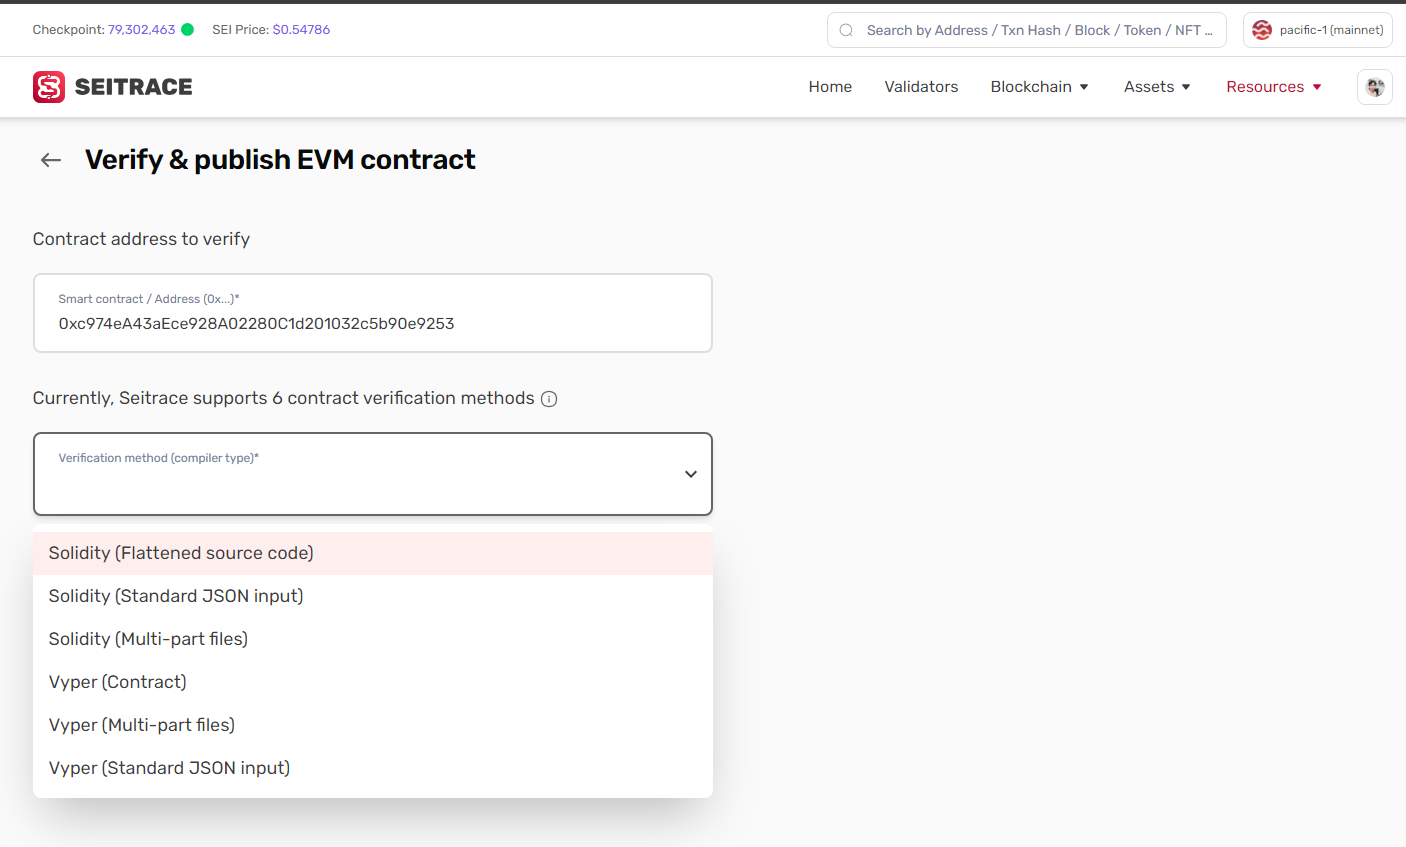 Checkpoint: 79,302,463 SEI Price: $0.54786
Search by Address / Txn Hash / Block / Token / NFT ...
pacific-1 (mainnet)
SEITRACE
Home Validators Blockchain Assets Resources
Verify & publish EVM contract
Contract address to verify
Smart contract / Address (0x...)*
0xc974eA43aEce928A02280C1d201032c5b90e9253
Currently, Seitrace supports 6 contract verification methods
Verification method (compiler type)*
Solidity (Flattened source code)
Solidity (Standard JSON input)
Solidity (Multi-part files)
Vyper (Contract)
Vyper (Multi-part files)
Vyper (Standard JSON input)